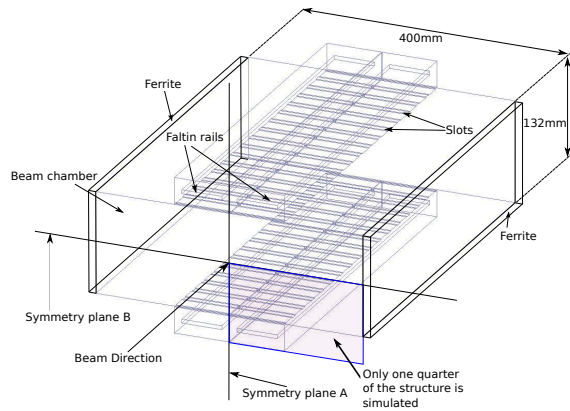 400mm
Ferrite
132mm
Faltin rails
Slots
Beam chamber
Ferrite
Symmetry plane B
Beam Direction
Only one quarter
of the structure is
simulated
Symmetry plane A